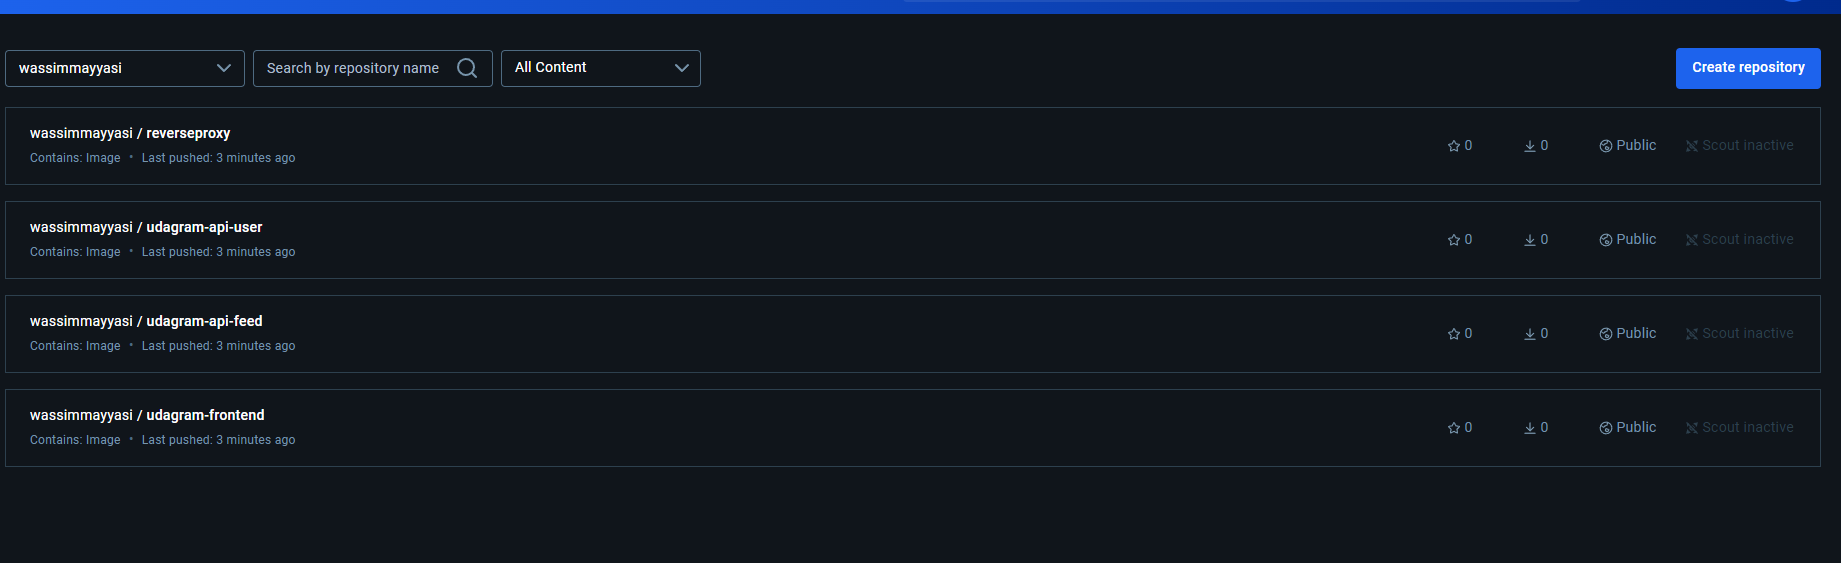 wassimmayyasi
Search by repository name
All Content
Create repository
wassimmayyasi / reverseproxy
Contains: Image • Last pushed: 3 minutes ago
0
0
Public
Scout inactive
wassimmayyasi / udagram-api-user
Contains: Image • Last pushed: 3 minutes ago
0
0
Public
Scout inactive
wassimmayyasi / udagram-api-feed
Contains: Image • Last pushed: 3 minutes ago
0
0
Public
Scout inactive
wassimmayyasi / udagram-frontend
Contains: Image • Last pushed: 3 minutes ago
0
0
Public
Scout inactive